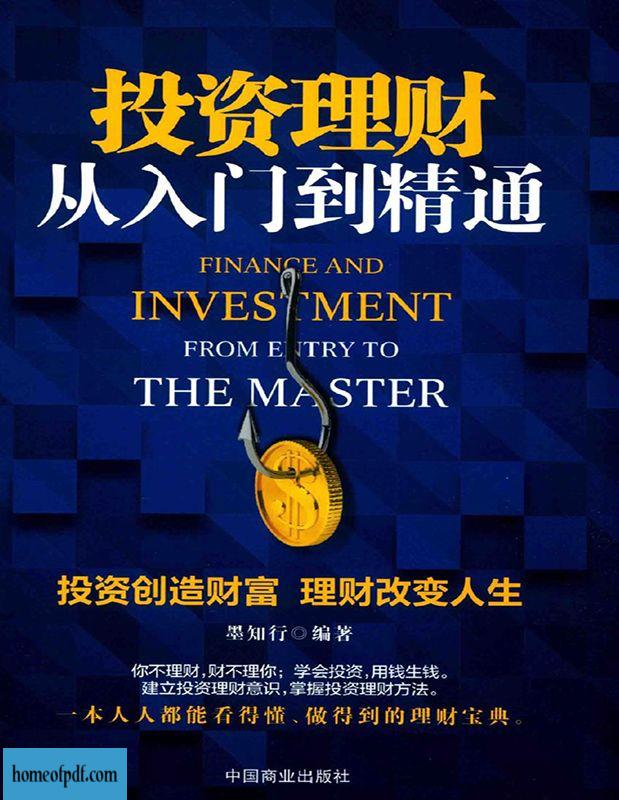 投资理财
从入门到精通
FINANCE AND
INVESTMENT
FROM ENTRY TO
THE MASTER
$
投资创造财富 理财改变人生
墨知行◎编著
你不理财，财不理你；学会投资，用钱生钱。
建立投资理财意识，掌握投资理财方法。
一本人人都能看得懂、做得到的理财宝典。
homeofpdf.com
中国商业出版社